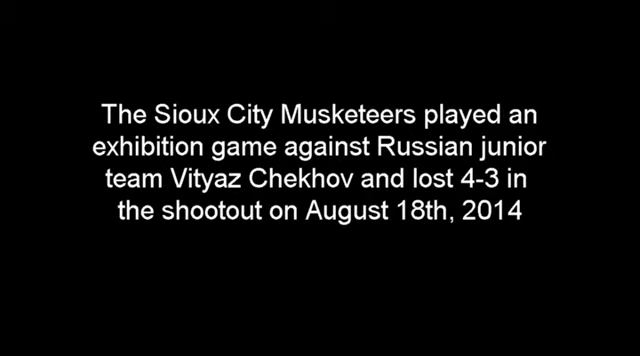 The Sioux City Musketeers played an
exhibition game against Russian junior
team Vityaz Chekhov and lost 4-3 in
the shootout on August 18th, 2014